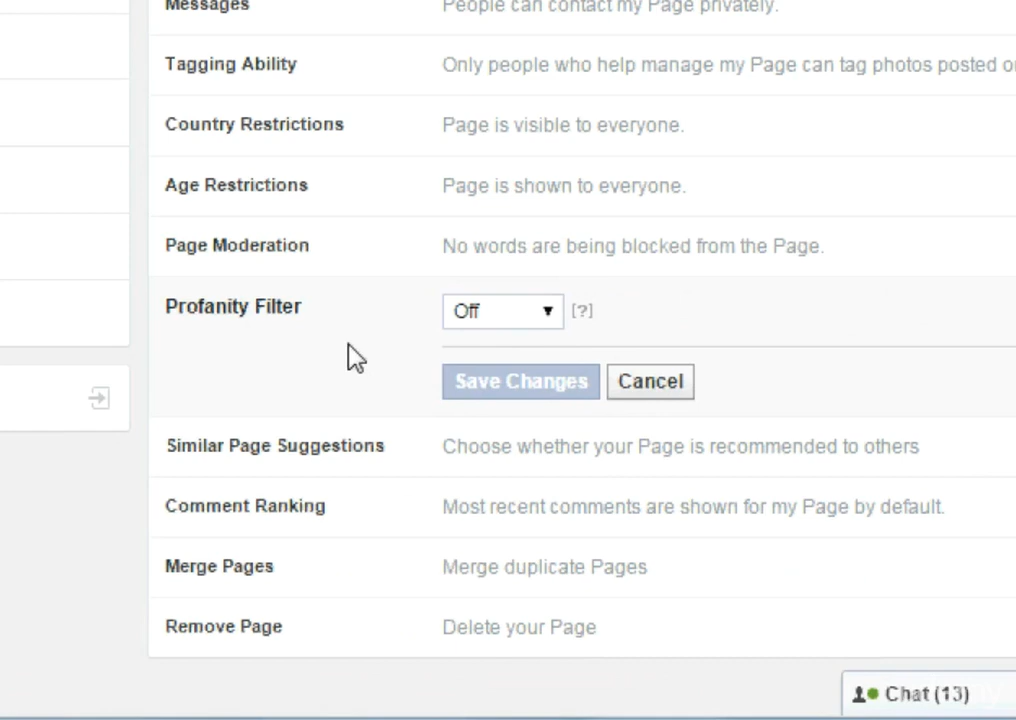 Messages People can contact my Page privately.
Tagging Ability Only people who help manage my Page can tag photos posted o
Country Restrictions Page is visible to everyone.
Age Restrictions Page is shown to everyone.
Page Moderation No words are being blocked from the Page.
Profanity Filter Off ▼ [?]
Save Changes Cancel
Similar Page Suggestions Choose whether your Page is recommended to others
Comment Ranking Most recent comments are shown for my Page by default.
Merge Pages Merge duplicate Pages
Remove Page Delete your Page
Chat (13)